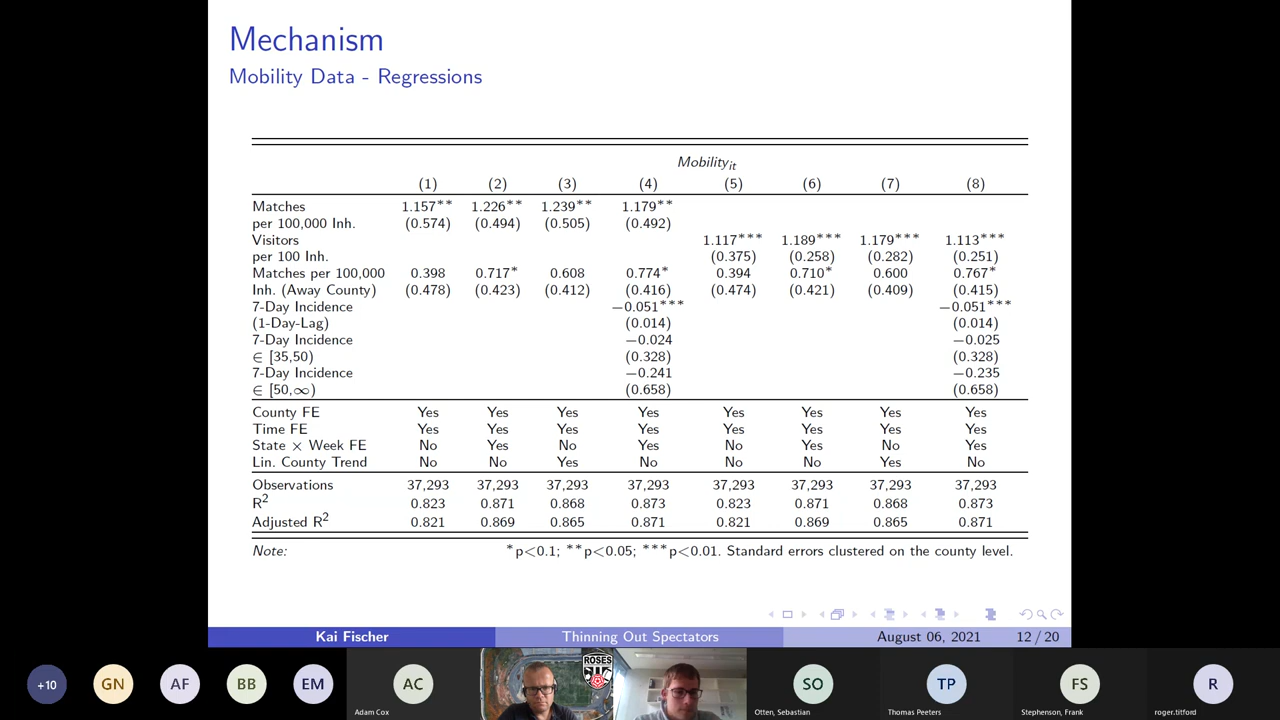 Mechanism
Mobility Data - Regressions
Mobility_it
(1) (2) (3) (4) (5) (6) (7) (8)
Matches 1.157** 1.226** 1.239** 1.179**
per 100,000 Inh. (0.574) (0.494) (0.505) (0.492)
Visitors 1.117*** 1.189*** 1.179*** 1.113***
per 100 Inh. (0.375) (0.258) (0.282) (0.251)
Matches per 100,000 0.398 0.717* 0.608 0.774* 0.394 0.710* 0.600 0.767*
Inh. (Away County) (0.478) (0.423) (0.412) (0.416) (0.474) (0.421) (0.409) (0.415)
7-Day Incidence −0.051*** −0.051***
(1-Day-Lag) (0.014) (0.014)
7-Day Incidence −0.024 −0.025
∈ [35,50) (0.328) (0.328)
7-Day Incidence −0.241 −0.235
∈ [50,∞) (0.658) (0.658)
County FE Yes Yes Yes Yes Yes Yes Yes Yes
Time FE Yes Yes Yes Yes Yes Yes Yes Yes
State × Week FE No Yes No Yes No Yes No Yes
Lin. County Trend No No Yes No No No Yes No
Observations 37,293 37,293 37,293 37,293 37,293 37,293 37,293 37,293
R² 0.823 0.871 0.868 0.873 0.823 0.871 0.868 0.873
Adjusted R² 0.821 0.869 0.865 0.871 0.821 0.869 0.865 0.871
Note: *p<0.1; **p<0.05; ***p<0.01. Standard errors clustered on the county level.
Kai Fischer Thinning Out Spectators August 06, 2021 12 / 20
+10 GN AF BB EM AC ROSES SO TP FS R
Adam Cox Otten, Sebastian Thomas Peeters Stephenson, Frank roger.titford